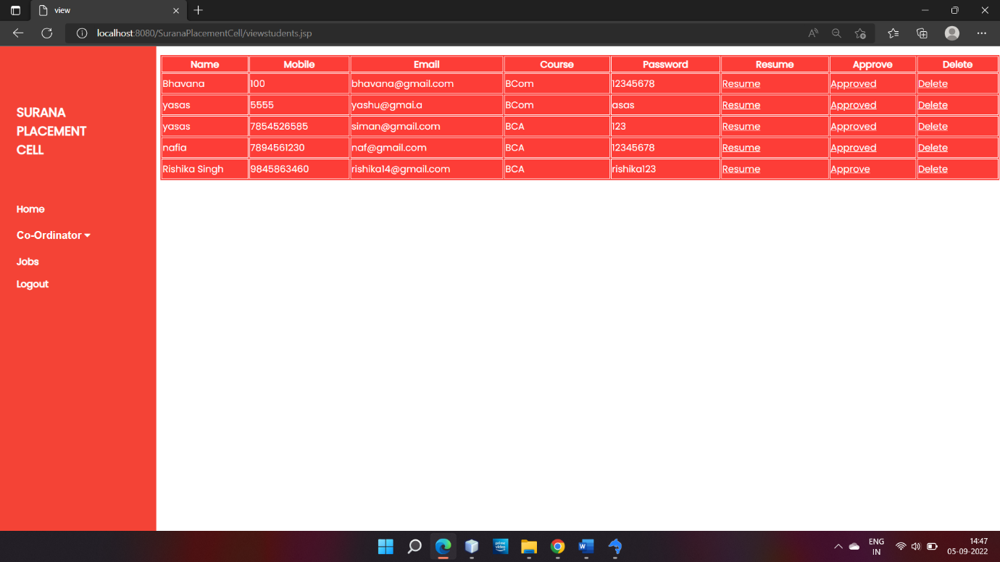 view
localhost:8080/SuranaPlacementCell/viewstudents.jsp
SURANA
PLACEMENT
CELL
Home
Co-Ordinator
Jobs
Logout
Name Mobile Email Course Password Resume Approve Delete
Bhavana 100 bhavana@gmail.com BCom 12345678 Resume Approved Delete
yasas 5555 yashu@gmai.a BCom asas Resume Approved Delete
yasas 7854526585 siman@gmail.com BCA 123 Resume Approved Delete
nafia 7894561230 naf@gmail.com BCA 12345678 Resume Approved Delete
Rishika Singh 9845863460 rishika14@gmail.com BCA rishika123 Resume Approve Delete
prime video
W
ENG
IN
14:47
05-09-2022